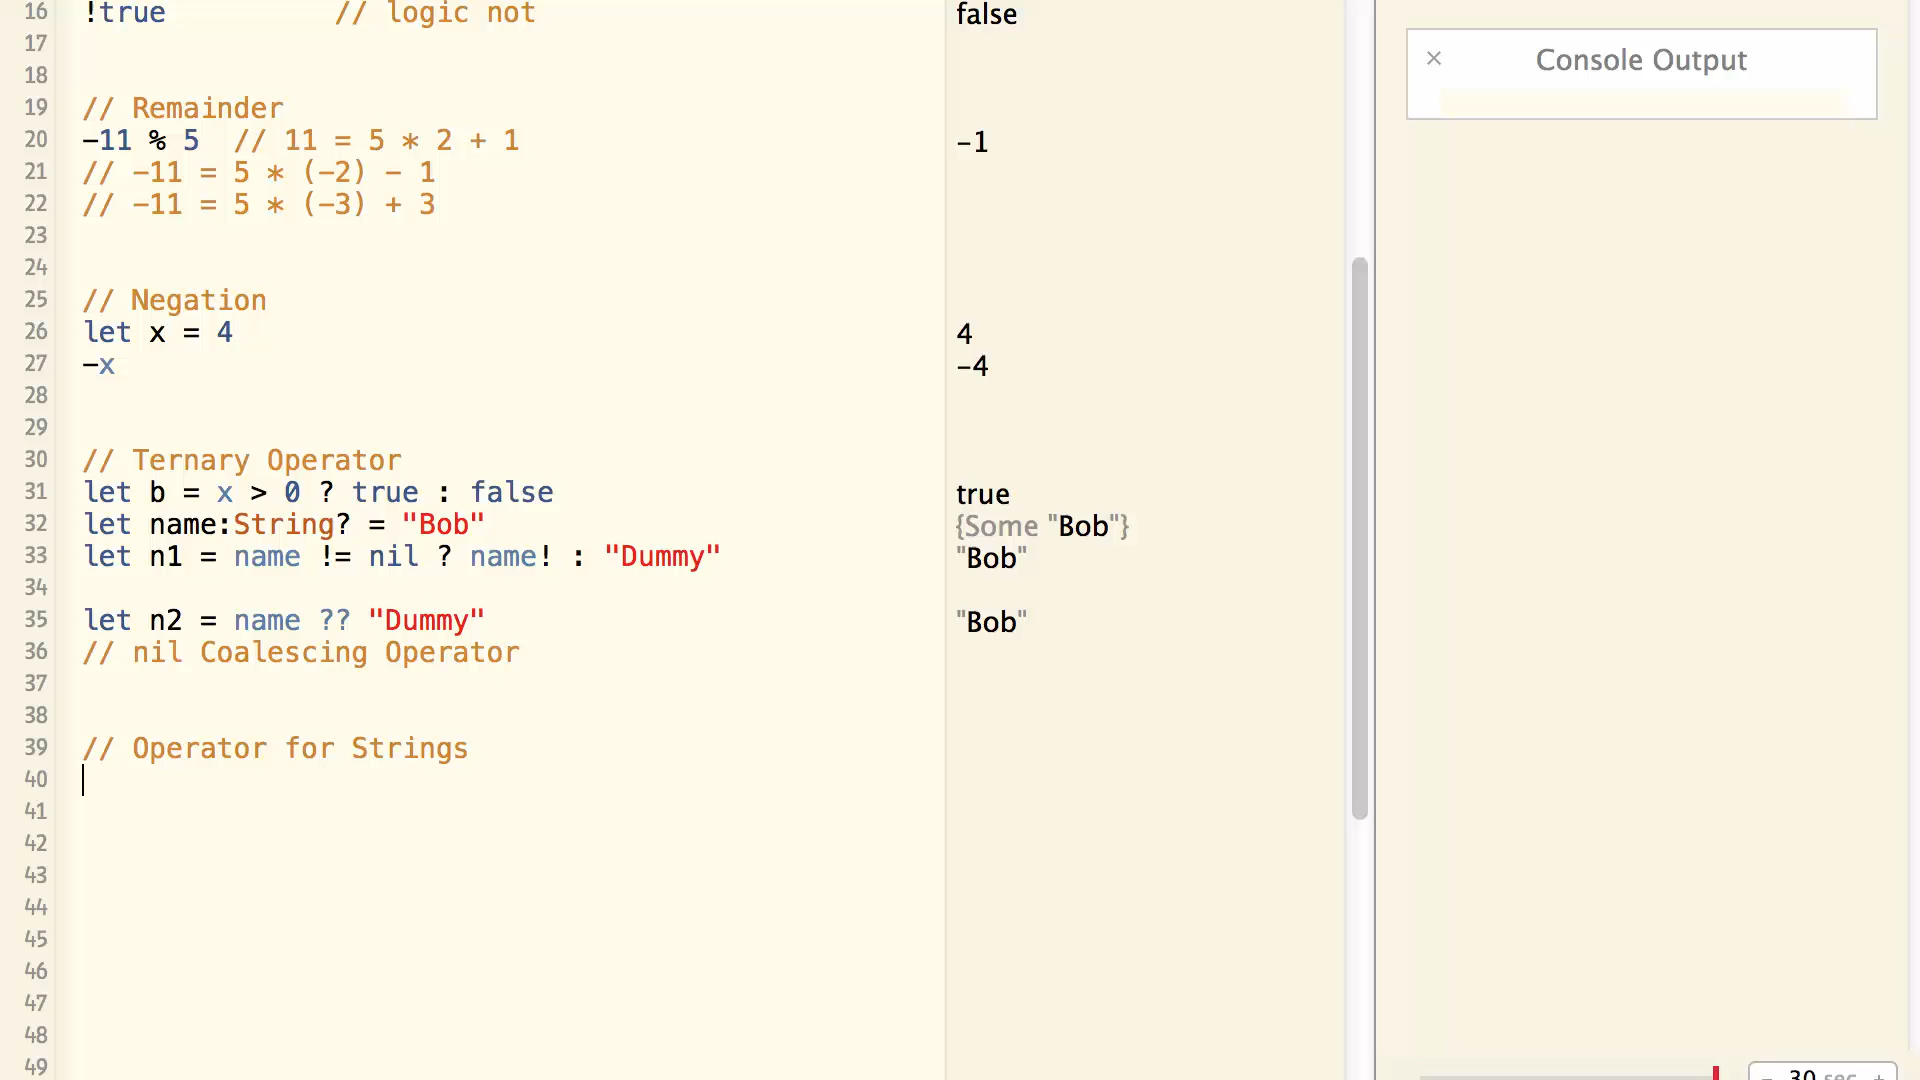 16 !true // logic not false
17
18
19 // Remainder
20 -11 % 5 // 11 = 5 * 2 + 1 -1
21 // -11 = 5 * (-2) - 1
22 // -11 = 5 * (-3) + 3
23
24
25 // Negation
26 let x = 4 4
27 -x -4
28
29
30 // Ternary Operator
31 let b = x > 0 ? true : false true
32 let name:String? = "Bob" {Some "Bob"}
33 let n1 = name != nil ? name! : "Dummy" "Bob"
34
35 let n2 = name ?? "Dummy" "Bob"
36 // nil Coalescing Operator
37
38
39 // Operator for Strings
40
41
42
43
44
45
46
47
48
49
× Console Output
- 30 sec +